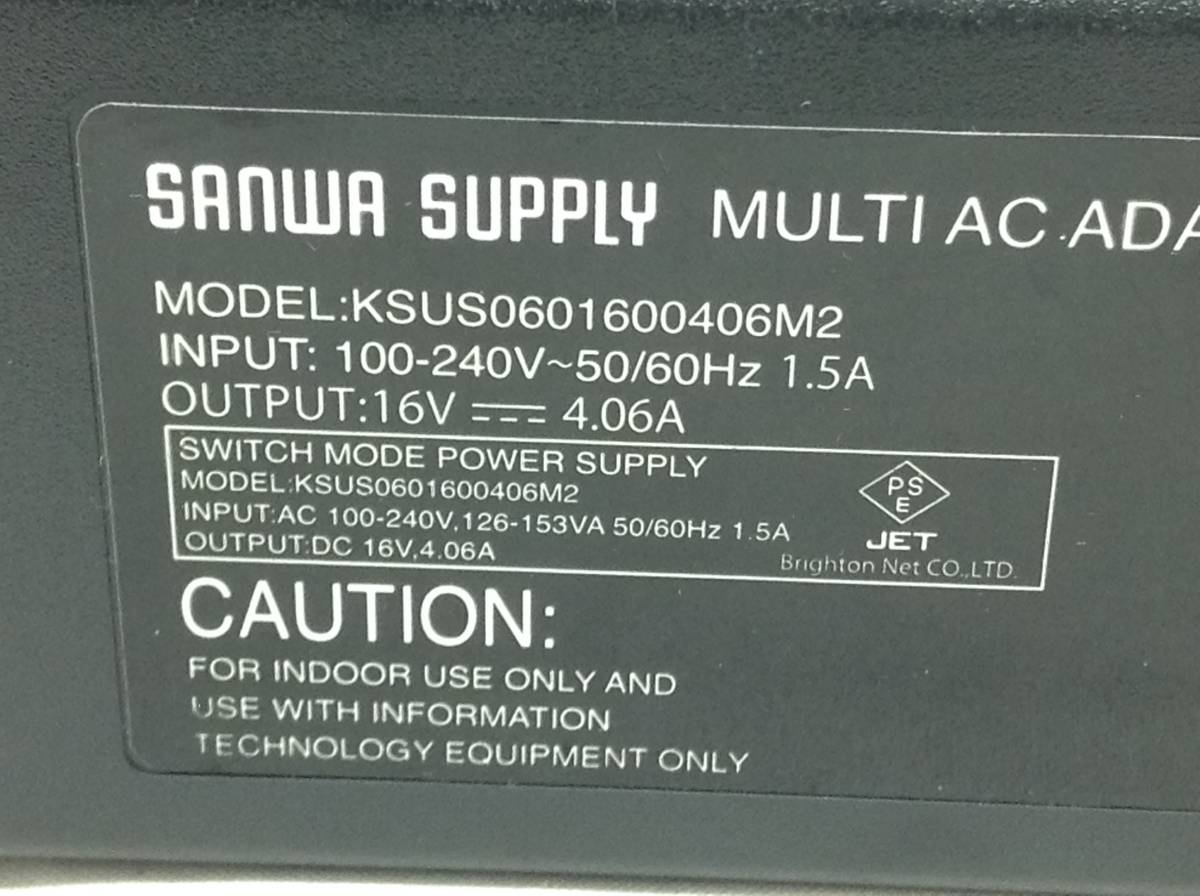 SANWA SUPPLY MULTI AC ADA
MODEL:KSUS0601600406M2
INPUT: 100-240V~50/60Hz 1.5A
OUTPUT:16V ⎓ 4.06A
SWITCH MODE POWER SUPPLY
MODEL:KSUS0601600406M2
INPUT:AC 100-240V,126-153VA 50/60Hz 1.5A
OUTPUT:DC 16V,4.06A
PS
E
JET
Brighton Net CO.,LTD.
CAUTION:
FOR INDOOR USE ONLY AND
USE WITH INFORMATION
TECHNOLOGY EQUIPMENT ONLY